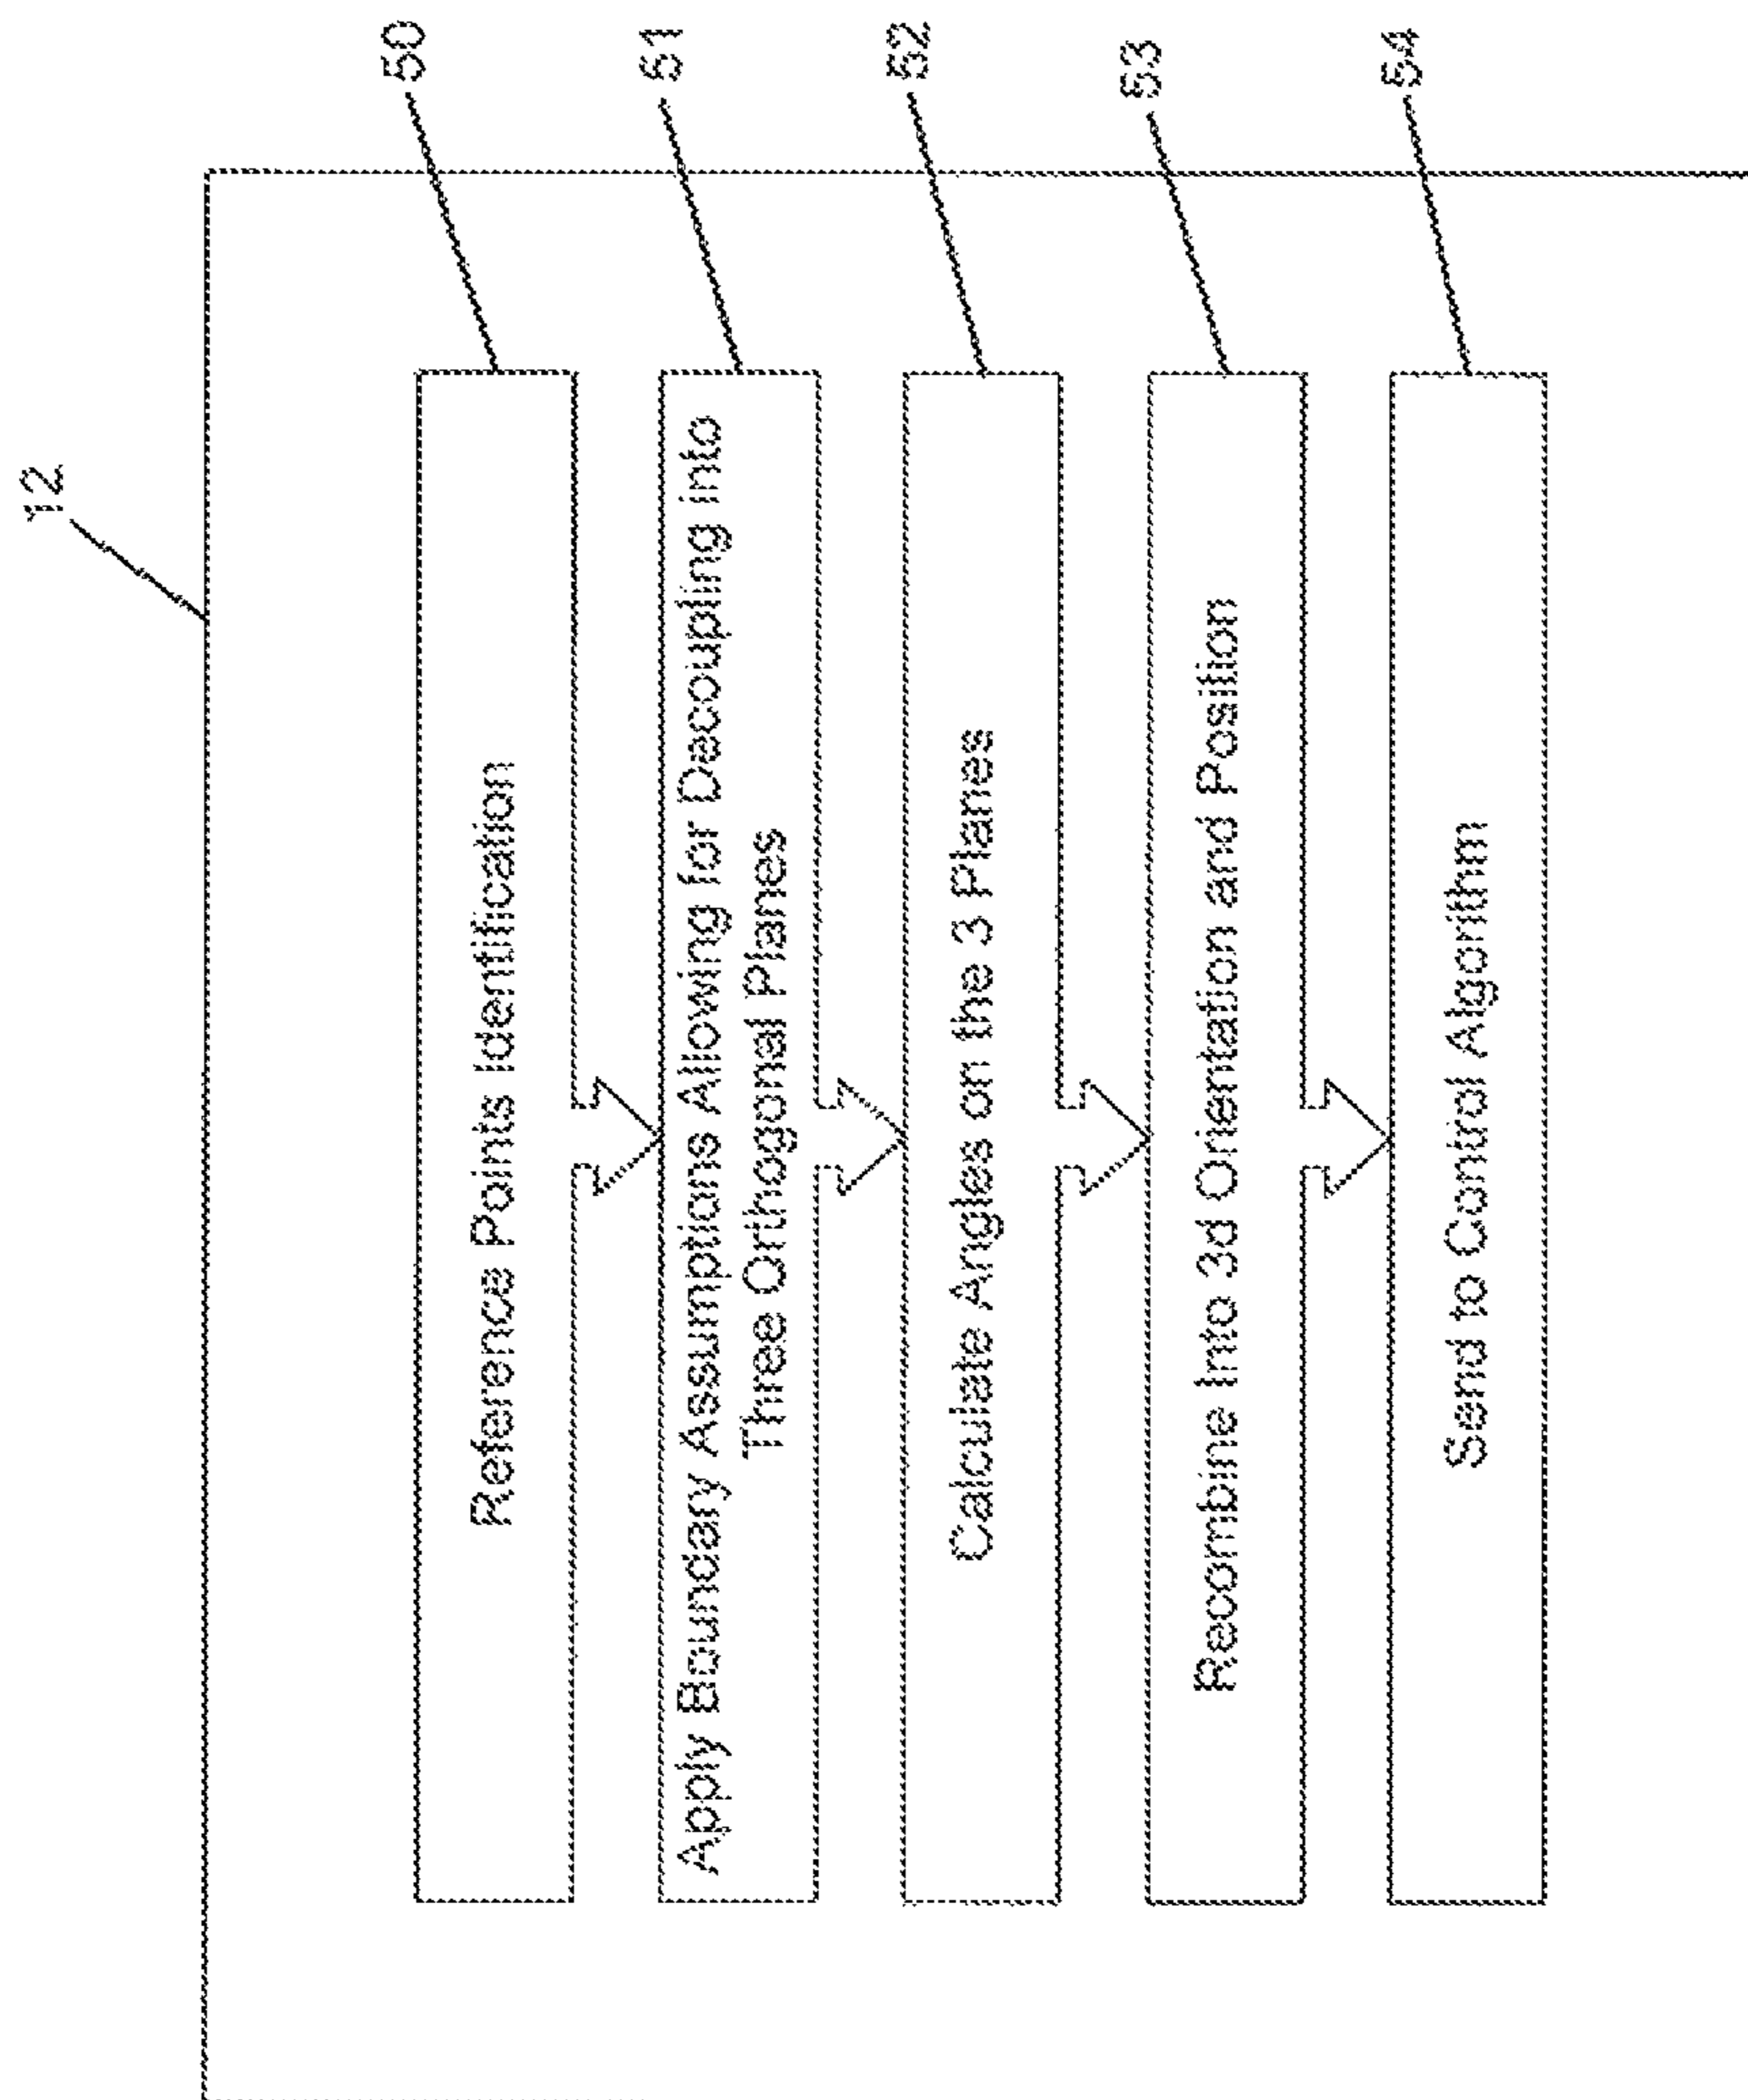 12
50
Reference Points Identification
51
Apply Boundary Assumptions Allowing for Decoupling into
Three Orthogonal Planes
52
Calculate Angles on the 3 Planes
53
Recombine Into 3d Orientation and Position
54
Send to Control Algorithm